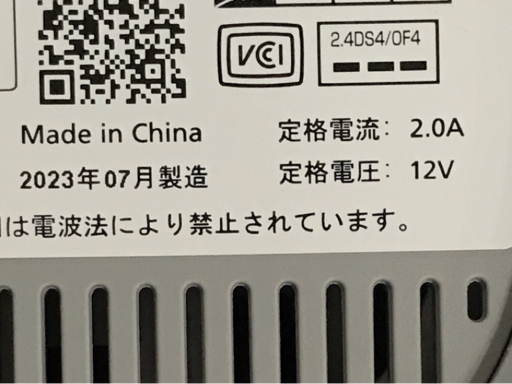 VCCI
2.4DS4/OF4
Made in China
定格電流: 2.0A
2023年07月製造
定格電圧: 12V
は電波法により禁止されています。